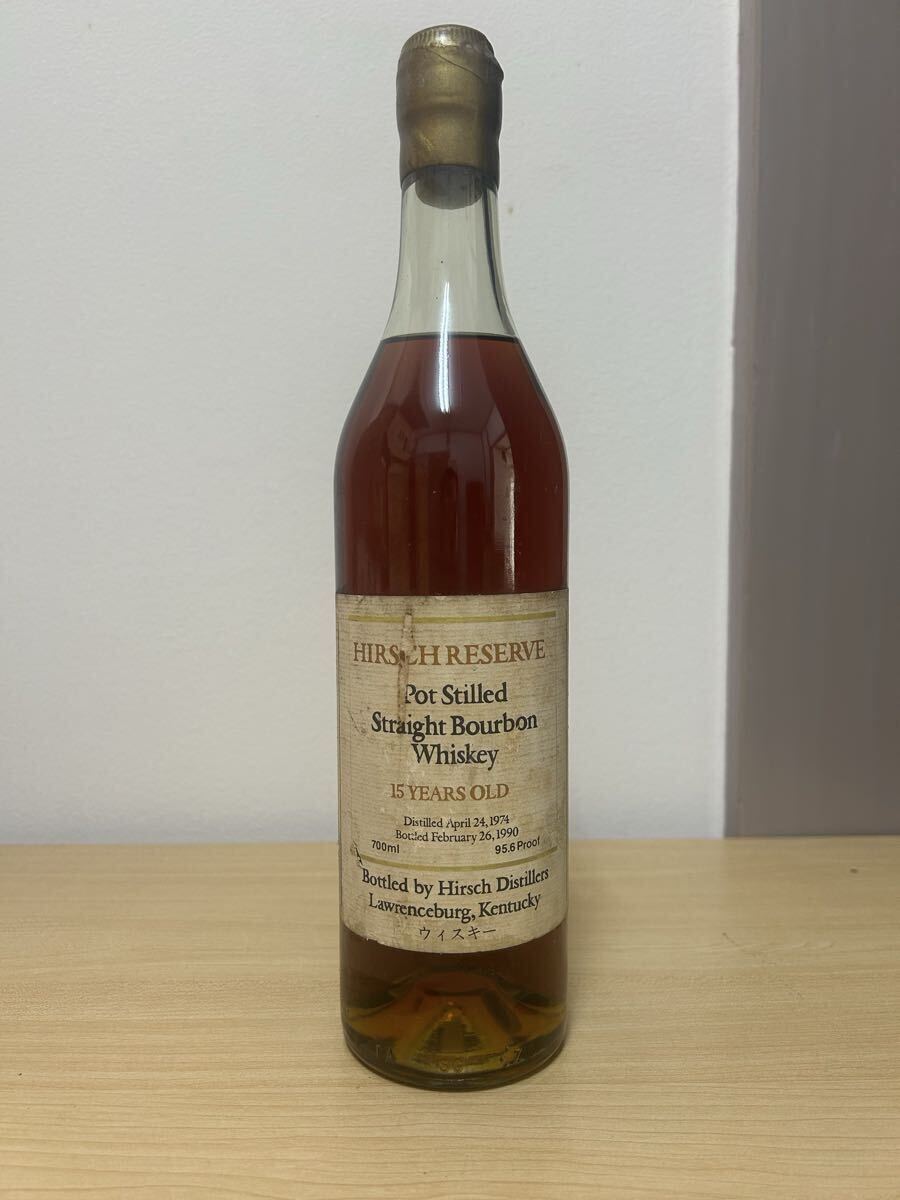 HIRSCH RESERVE
Pot Stilled
Straight Bourbon
Whiskey
15 YEARS OLD
Distilled April 24, 1974
Bottled February 26, 1990
700ml 95.6 Proof
Bottled by Hirsch Distillers
Lawrenceburg, Kentucky
ウィスキー